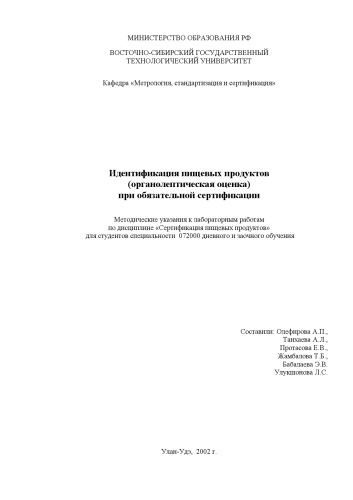 МИНИСТЕРСТВО ОБРАЗОВАНИЯ РФ
ВОСТОЧНО-СИБИРСКИЙ ГОСУДАРСТВЕННЫЙ
ТЕХНОЛОГИЧЕСКИЙ УНИВЕРСИТЕТ
Кафедра «Метрология, стандартизация и сертификация»
Идентификация пищевых продуктов
(органолептическая оценка)
при обязательной сертификации
Методические указания к лабораторным работам
по дисциплине «Сертификация пищевых продуктов»
для студентов специальности 072000 дневного и заочного обучения
Составили: Олефирова А.П.,
Танхаева А.Л.,
Протасова Е.В.,
Жамбалова Т.Б.,
Бабалаева Э.В.
Улукшонова Л.С.
Улан-Удэ, 2002 г.